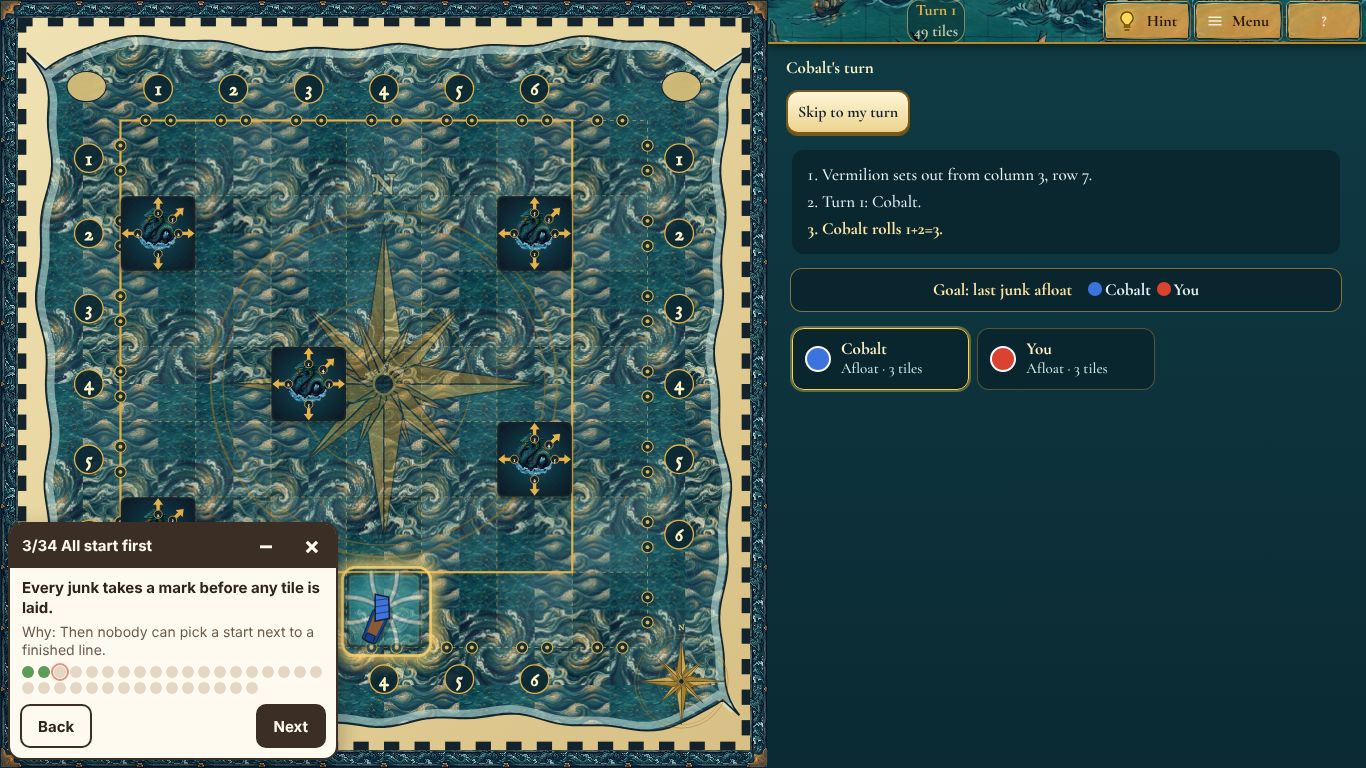 Turn 1
49 tiles
Hint
Menu
?
Cobalt's turn
Skip to my turn
1. Vermilion sets out from column 3, row 7.
2. Turn 1: Cobalt.
3. Cobalt rolls 1+2=3.
Goal: last junk afloat Cobalt You
Cobalt
Afloat · 3 tiles
You
Afloat · 3 tiles
1 2 3 4 5 6
1 1
N
2 2
3 3
4 4
5 5
6
N
4 5 6
3/34 All start first
Every junk takes a mark before any tile is
laid.
Why: Then nobody can pick a start next to a
finished line.
Back
Next